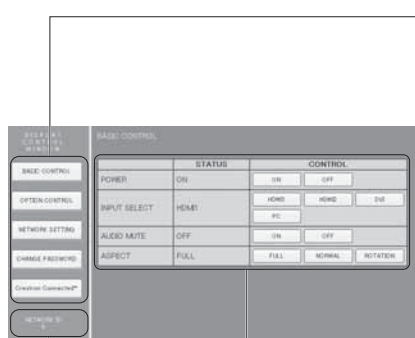 DISPLAY
CONTROL
WINDOW
BASIC CONTROL
OPTION CONTROL
NETWORK SETTING
CHANGE PASSWORD
Crestron Connected™
NETWORK ID
BASIC CONTROL
STATUS CONTROL
POWER ON ON OFF
INPUT SELECT HDMI1 HDMI1 HDMI2 DVI
PC
AUDIO MUTE OFF ON OFF
ASPECT FULL FULL NORMAL ROTATION